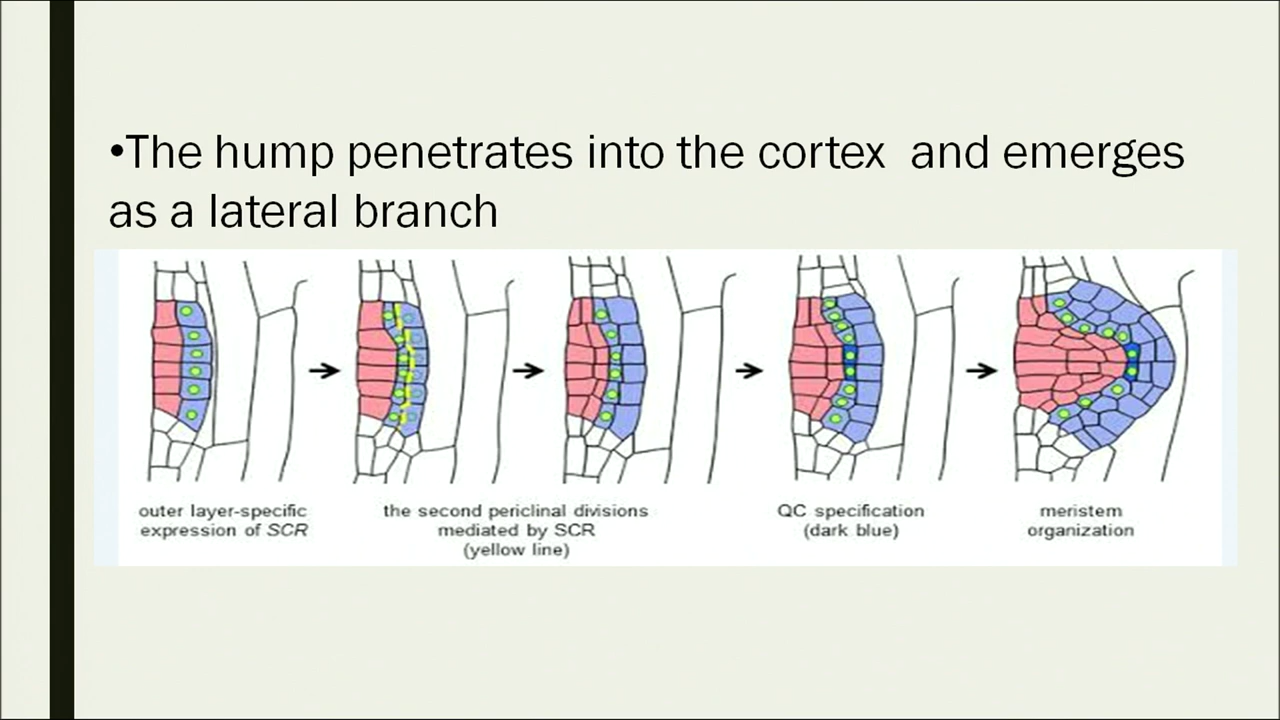 •The hump penetrates into the cortex  and emerges
as a lateral branch
outer layer-specific
expression of SCR
the second periclinal divisions
mediated by SCR
(yellow line)
QC specification
(dark blue)
meristem
organization